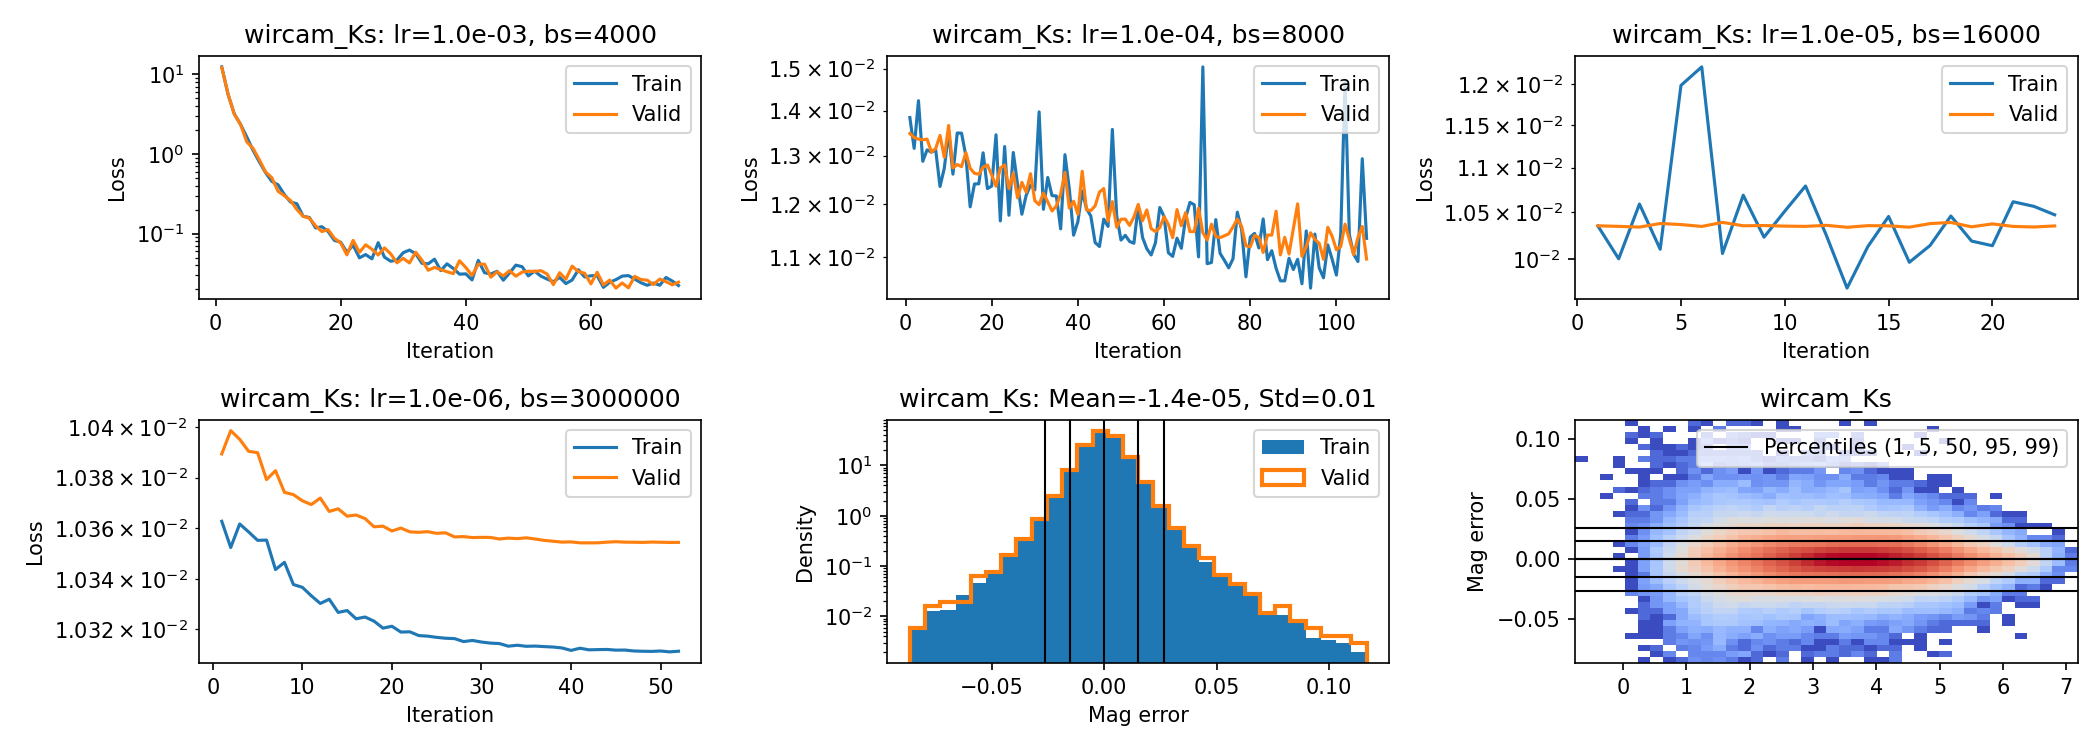 wircam_Ks: lr=1.0e-03, bs=4000
10¹
10⁰
10⁻¹
Loss
Train
Valid
0 20 40 60
Iteration
wircam_Ks: lr=1.0e-04, bs=8000
1.5 × 10⁻²
1.4 × 10⁻²
1.3 × 10⁻²
1.2 × 10⁻²
1.1 × 10⁻²
Loss
Train
Valid
0 20 40 60 80 100
Iteration
wircam_Ks: lr=1.0e-05, bs=16000
1.2 × 10⁻²
1.15 × 10⁻²
1.1 × 10⁻²
1.05 × 10⁻²
10⁻²
Loss
Train
Valid
0 5 10 15 20
Iteration
wircam_Ks: lr=1.0e-06, bs=3000000
1.04 × 10⁻²
1.038 × 10⁻²
1.036 × 10⁻²
1.034 × 10⁻²
1.032 × 10⁻²
Loss
Train
Valid
0 10 20 30 40 50
Iteration
wircam_Ks: Mean=-1.4e-05, Std=0.01
10¹
10⁰
10⁻¹
10⁻²
Density
Train
Valid
−0.05 0.00 0.05 0.10
Mag error
wircam_Ks
0.10
0.05
0.00
−0.05
Mag error
Percentiles (1, 5, 50, 95, 99)
0 1 2 3 4 5 6 7